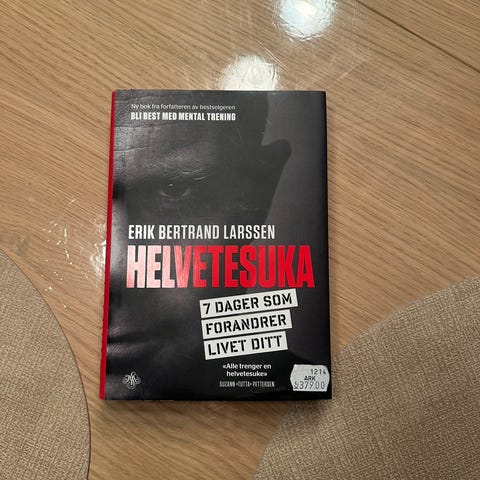 Ny bok fra forfatteren av bestselgeren
BLI BEST MED MENTAL TRENING
ERIK BERTRAND LARSSEN
HELVETESUKA
7 DAGER SOM
FORANDRER
LIVET DITT
«Alle trenger en
helvetesuke»
SUZANN «TUTTA» PETTERSEN
1214
ARK
379.00